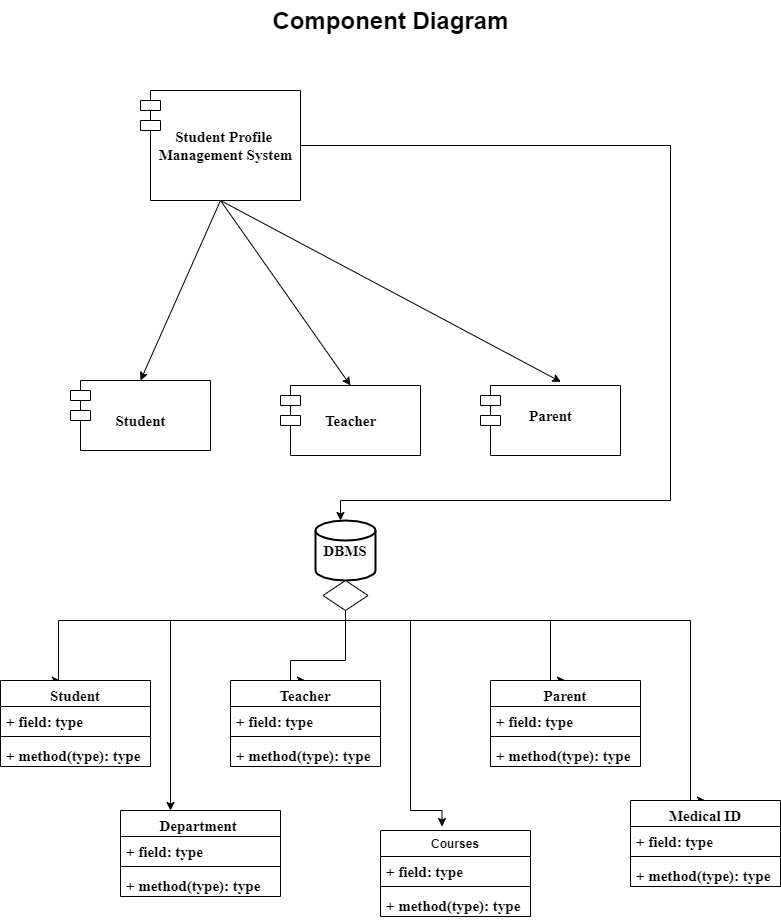 Component Diagram
Student Profile
Management System
Student
Teacher
Parent
DBMS
Student
+ field: type
+ method(type): type
Teacher
+ field: type
+ method(type): type
Parent
+ field: type
+ method(type): type
Department
+ field: type
+ method(type): type
Courses
+ field: type
+ method(type): type
Medical ID
+ field: type
+ method(type): type